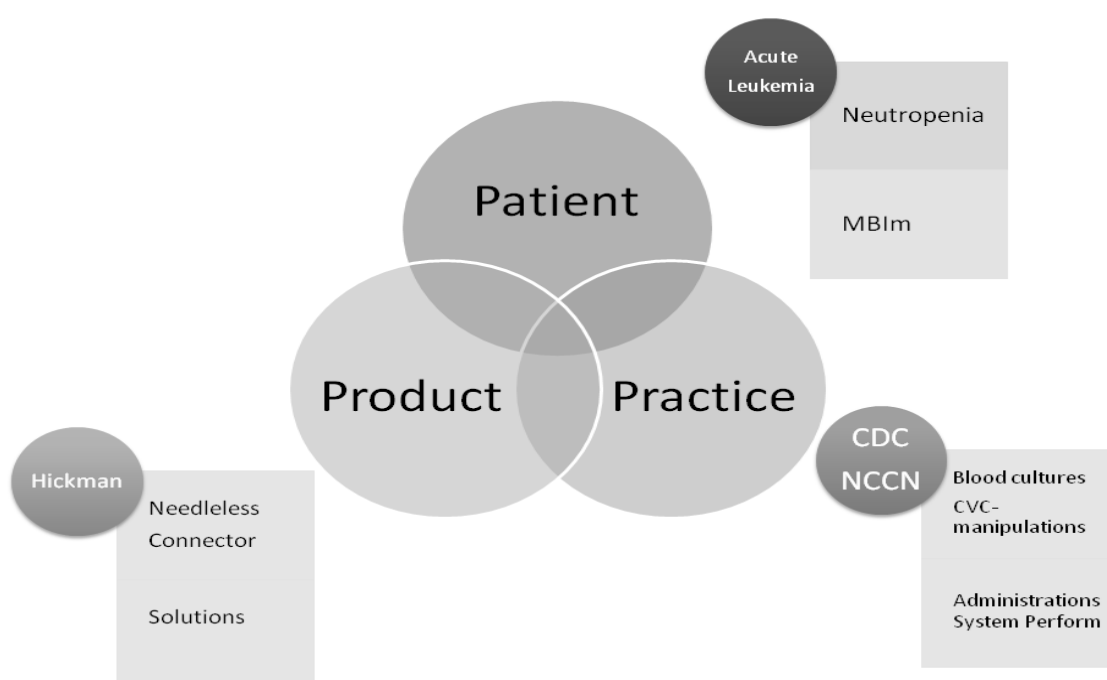 Acute
Leukemia
Neutropenia
MBIm
Patient
Product
Practice
Hickman
Needleless
Connector
Solutions
CDC
NCCN
Blood cultures
CVC-
manipulations
Administrations
System Perform